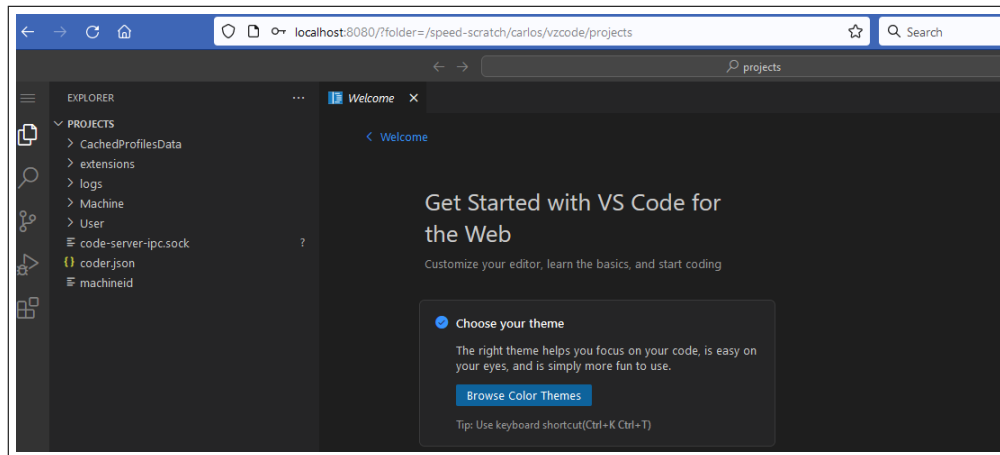 localhost:8080/?folder=/speed-scratch/carlos/vzcode/projects
Search
projects
EXPLORER
Welcome
PROJECTS
CachedProfilesData
extensions
logs
Machine
User
code-server-ipc.sock ?
{} coder.json
machineid
< Welcome
Get Started with VS Code for
the Web
Customize your editor, learn the basics, and start coding
Choose your theme
The right theme helps you focus on your code, is easy on
your eyes, and is simply more fun to use.
Browse Color Themes
Tip: Use keyboard shortcut(Ctrl+K Ctrl+T)